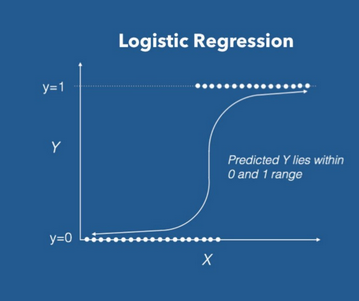 Logistic Regression
y=1
Y
Predicted Y lies within
0 and 1 range
y=0
X